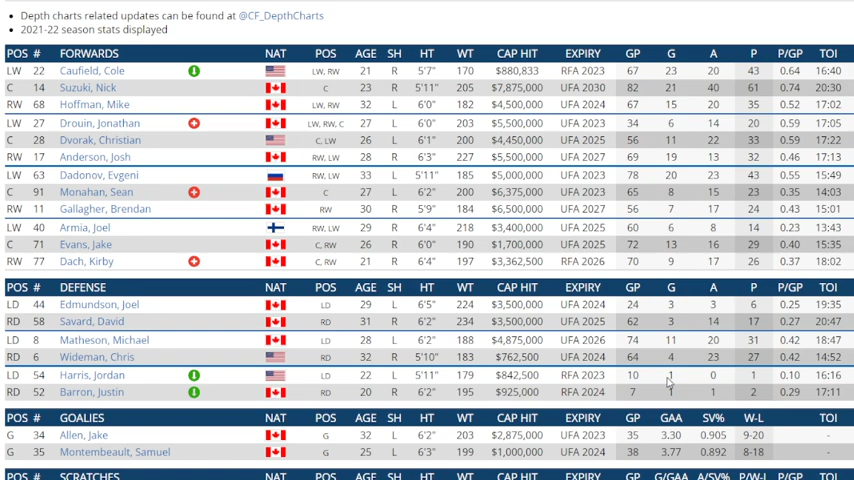 Depth charts related updates can be found at @CF_DepthCharts
2021-22 season stats displayed
POS # FORWARDS NAT POS AGE SH HT WT CAP HIT EXPIRY GP G A P P/GP TOI
LW 22 Caufield, Cole LW, RW 21 R 5'7" 170 $880,833 RFA 2023 67 23 20 43 0.64 16:40
C 14 Suzuki, Nick C 23 R 5'11" 205 $7,875,000 UFA 2030 82 21 40 61 0.74 20:30
RW 68 Hoffman, Mike LW, RW 32 L 6'0" 182 $4,500,000 UFA 2024 67 15 20 35 0.52 17:02
LW 27 Drouin, Jonathan LW, RW, C 27 L 6'0" 203 $5,500,000 UFA 2023 34 6 14 20 0.59 17:05
C 28 Dvorak, Christian C, LW 26 L 6'1" 200 $4,450,000 UFA 2025 56 11 22 33 0.59 17:22
RW 17 Anderson, Josh RW, LW 28 R 6'3" 227 $5,500,000 UFA 2027 69 19 13 32 0.46 17:13
LW 63 Dadonov, Evgeni RW, LW 33 L 5'11" 185 $5,000,000 UFA 2023 78 20 23 43 0.55 15:49
C 91 Monahan, Sean C 27 L 6'2" 200 $6,375,000 UFA 2023 65 8 15 23 0.35 14:03
RW 11 Gallagher, Brendan RW 30 R 5'9" 184 $6,500,000 UFA 2027 56 7 17 24 0.43 15:01
LW 40 Armia, Joel RW, LW 29 R 6'4" 218 $3,400,000 UFA 2025 60 6 8 14 0.23 13:43
C 71 Evans, Jake C, RW 26 R 6'0" 190 $1,700,000 UFA 2025 72 13 16 29 0.40 15:35
RW 77 Dach, Kirby C, RW 21 R 6'4" 197 $3,362,500 RFA 2026 70 9 17 26 0.37 18:02
POS # DEFENSE NAT POS AGE SH HT WT CAP HIT EXPIRY GP G A P P/GP TOI
LD 44 Edmundson, Joel LD 29 L 6'5" 224 $3,500,000 UFA 2024 24 3 3 6 0.25 19:35
RD 58 Savard, David RD 31 R 6'2" 234 $3,500,000 UFA 2025 62 3 14 17 0.27 20:47
LD 8 Matheson, Michael LD 28 L 6'2" 188 $4,875,000 UFA 2026 74 11 20 31 0.42 18:47
RD 6 Wideman, Chris RD 32 R 5'10" 183 $762,500 UFA 2024 64 4 23 27 0.42 14:52
LD 54 Harris, Jordan LD 22 L 5'11" 179 $842,500 RFA 2023 10 1 0 1 0.10 16:16
RD 52 Barron, Justin RD 20 R 6'2" 195 $925,000 RFA 2024 7 1 1 2 0.29 17:11
POS # GOALIES NAT POS AGE SH HT WT CAP HIT EXPIRY GP GAA SV% W-L TOI
G 34 Allen, Jake G 32 L 6'2" 203 $2,875,000 UFA 2023 35 3.30 0.905 9-20 -
G 35 Montembeault, Samuel G 25 L 6'3" 199 $1,000,000 UFA 2024 38 3.77 0.892 8-18 -
POS # SCRATCHES NAT POS AGE SH HT WT CAP HIT EXPIRY GP G/GAA A/SV% P/W-L P/GP TOI